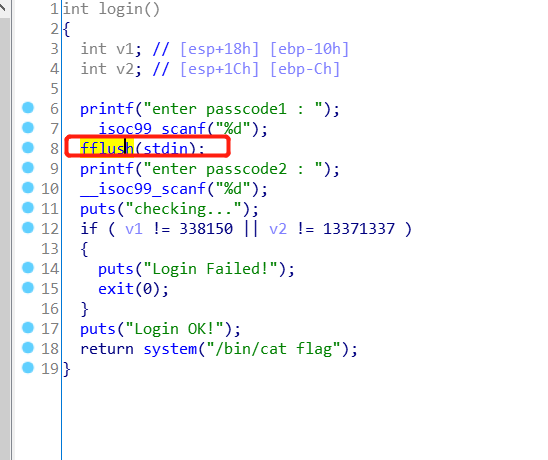 1 int login()
2 {
3 int v1; // [esp+18h] [ebp-10h]
4 int v2; // [esp+1Ch] [ebp-Ch]
5
6 printf("enter passcode1 : ");
7 __isoc99_scanf("%d");
8 fflush(stdin);
9 printf("enter passcode2 : ");
10 __isoc99_scanf("%d");
11 puts("checking...");
12 if ( v1 != 338150 || v2 != 13371337 )
13 {
14 puts("Login Failed!");
15 exit(0);
16 }
17 puts("Login OK!");
18 return system("/bin/cat flag");
19 }